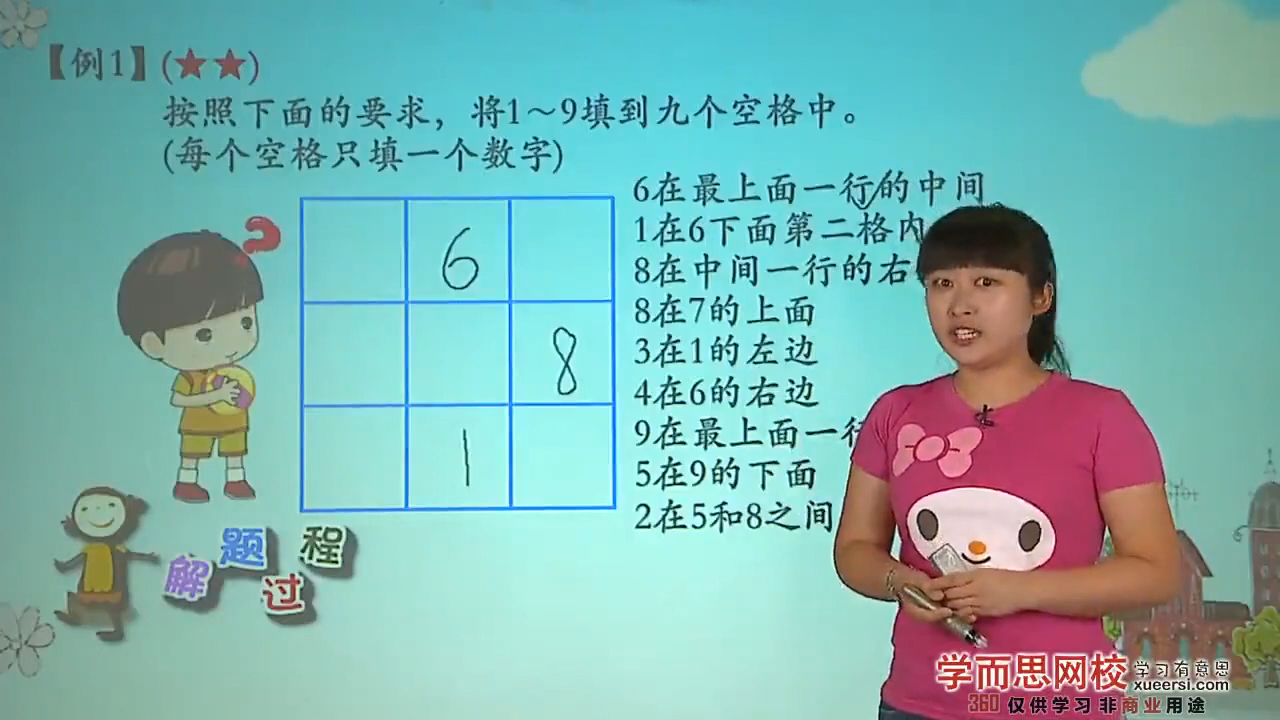 【例1】(★★)
按照下面的要求，将1～9填到九个空格中。
(每个空格只填一个数字)
6在最上面一行的中间
1在6下面第二格内
8在中间一行的右
8在7的上面
3在1的左边
4在6的右边
9在最上面一行
5在9的下面
2在5和8之间
6
8
1
解题过程
学而思网校 学习有意思
xueersi.com
360 仅供学习 非商业用途